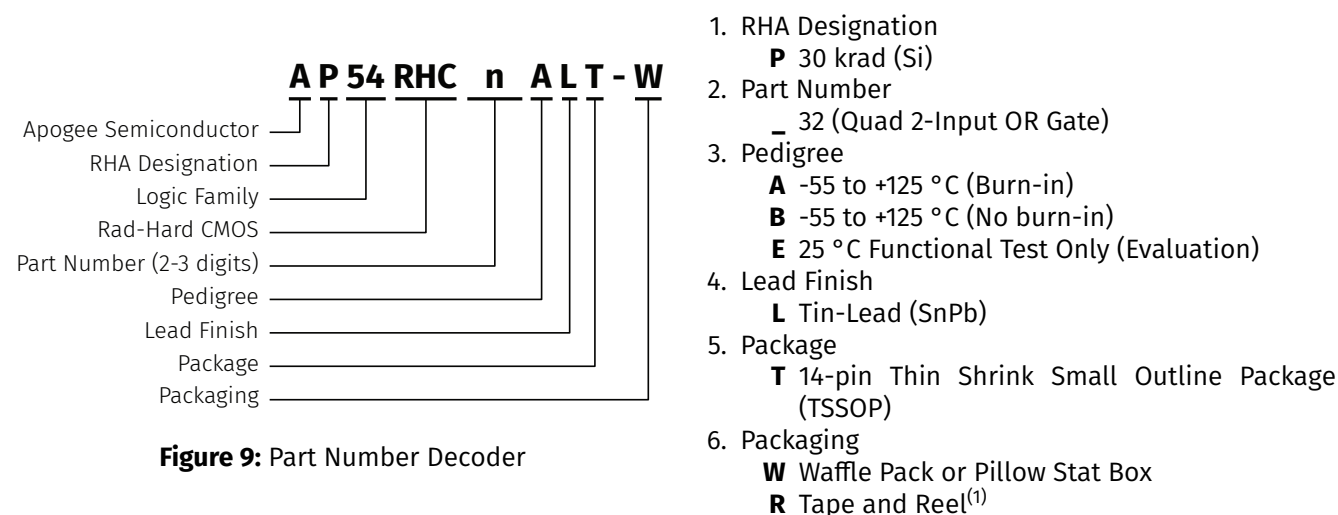 A P 54 RHC n A L T - W
Apogee Semiconductor
RHA Designation
Logic Family
Rad-Hard CMOS
Part Number (2-3 digits)
Pedigree
Lead Finish
Package
Packaging
Figure 9: Part Number Decoder
1. RHA Designation
P 30 krad (Si)
2. Part Number
_ 32 (Quad 2-Input OR Gate)
3. Pedigree
A -55 to +125 °C (Burn-in)
B -55 to +125 °C (No burn-in)
E 25 °C Functional Test Only (Evaluation)
4. Lead Finish
L Tin-Lead (SnPb)
5. Package
T 14-pin Thin Shrink Small Outline Package
(TSSOP)
6. Packaging
W Waffle Pack or Pillow Stat Box
R Tape and Reel(1)